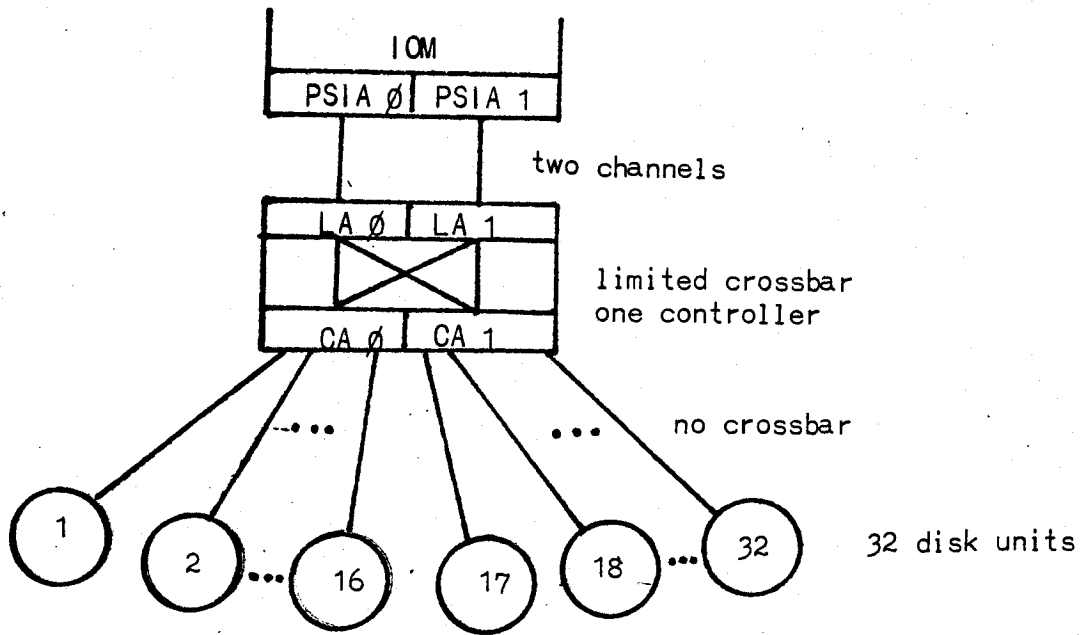 IOM
PSIA Ø PSIA 1
two channels
LA Ø LA 1
limited crossbar
one controller
CA Ø CA 1
... ... no crossbar
1 2 ... 16 17 18 ... 32 32 disk units